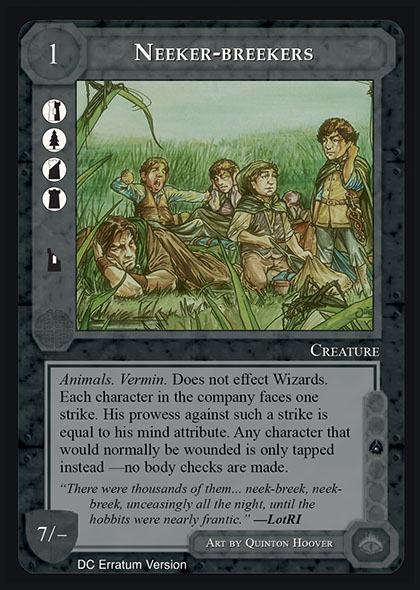 1
NEEKER-BREEKERS
CREATURE
Animals. Vermin. Does not effect Wizards.
Each character in the company faces one
strike. His prowess against such a strike is
equal to his mind attribute. Any character that
would normally be wounded is only tapped
instead —no body checks are made.
“There were thousands of them... neek-breek, neek-
breek, unceasingly all the night, until the
hobbits were nearly frantic.” —LotRI
7/–
ART BY QUINTON HOOVER
DC Erratum Version